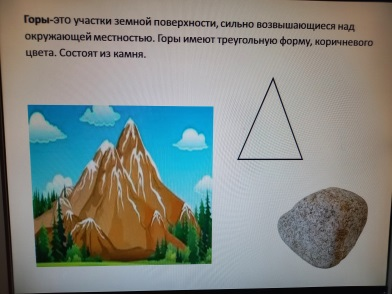 Горы-это участки земной поверхности, сильно возвышающиеся над
окружающей местностью. Горы имеют треугольную форму, коричневого
цвета. Состоят из камня.